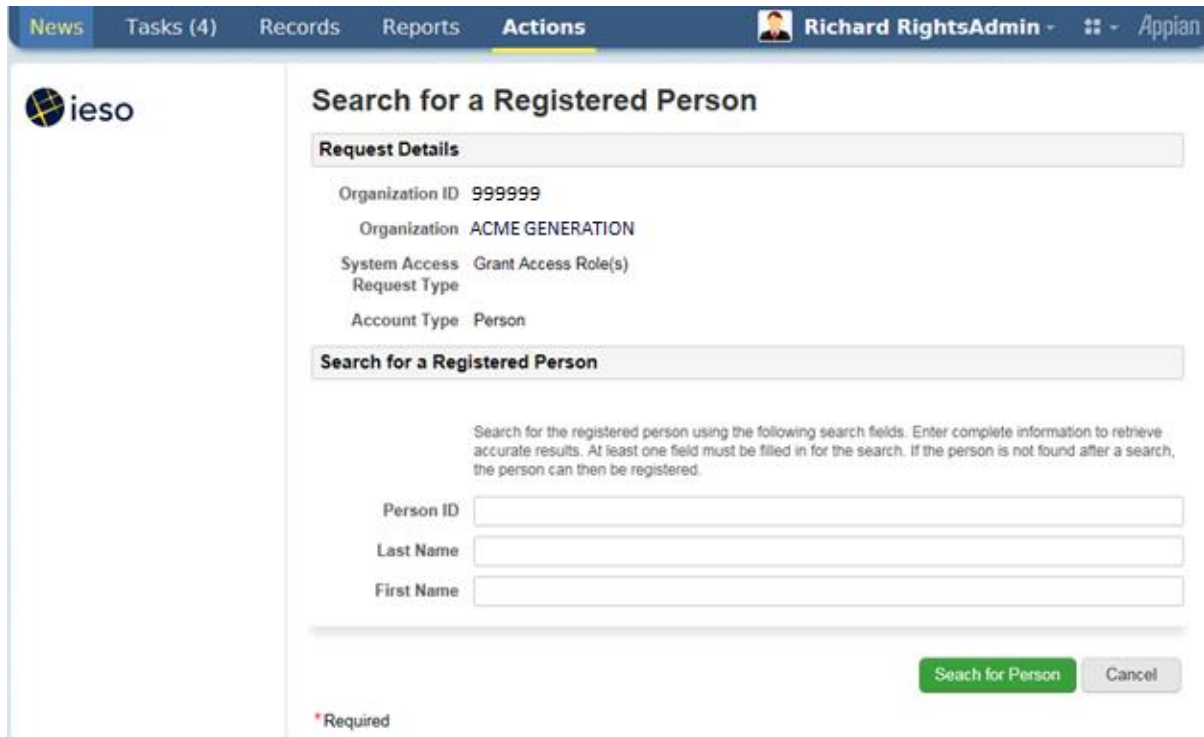 News Tasks (4) Records Reports Actions Richard RightsAdmin Appian
ieso
Search for a Registered Person
Request Details
Organization ID 999999
Organization ACME GENERATION
System Access Grant Access Role(s)
Request Type
Account Type Person
Search for a Registered Person
Search for the registered person using the following search fields. Enter complete information to retrieve
accurate results. At least one field must be filled in for the search. If the person is not found after a search,
the person can then be registered.
Person ID
Last Name
First Name
Seach for Person Cancel
*Required